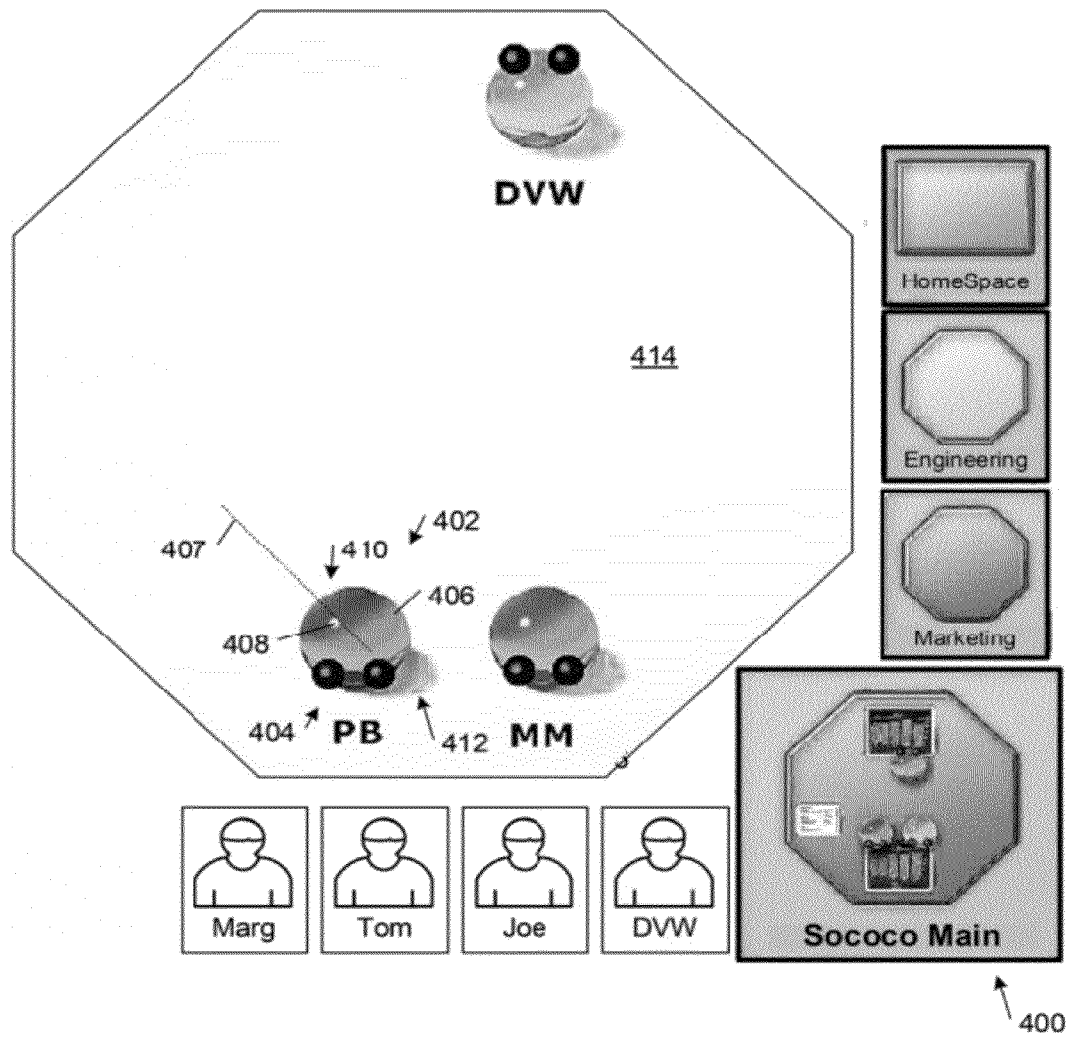 DVW
HomeSpace
414
Engineering
402
407
410
406
408
Marketing
404
PB
412
MM
Marg
Tom
Joe
DVW
Sococo Main
400